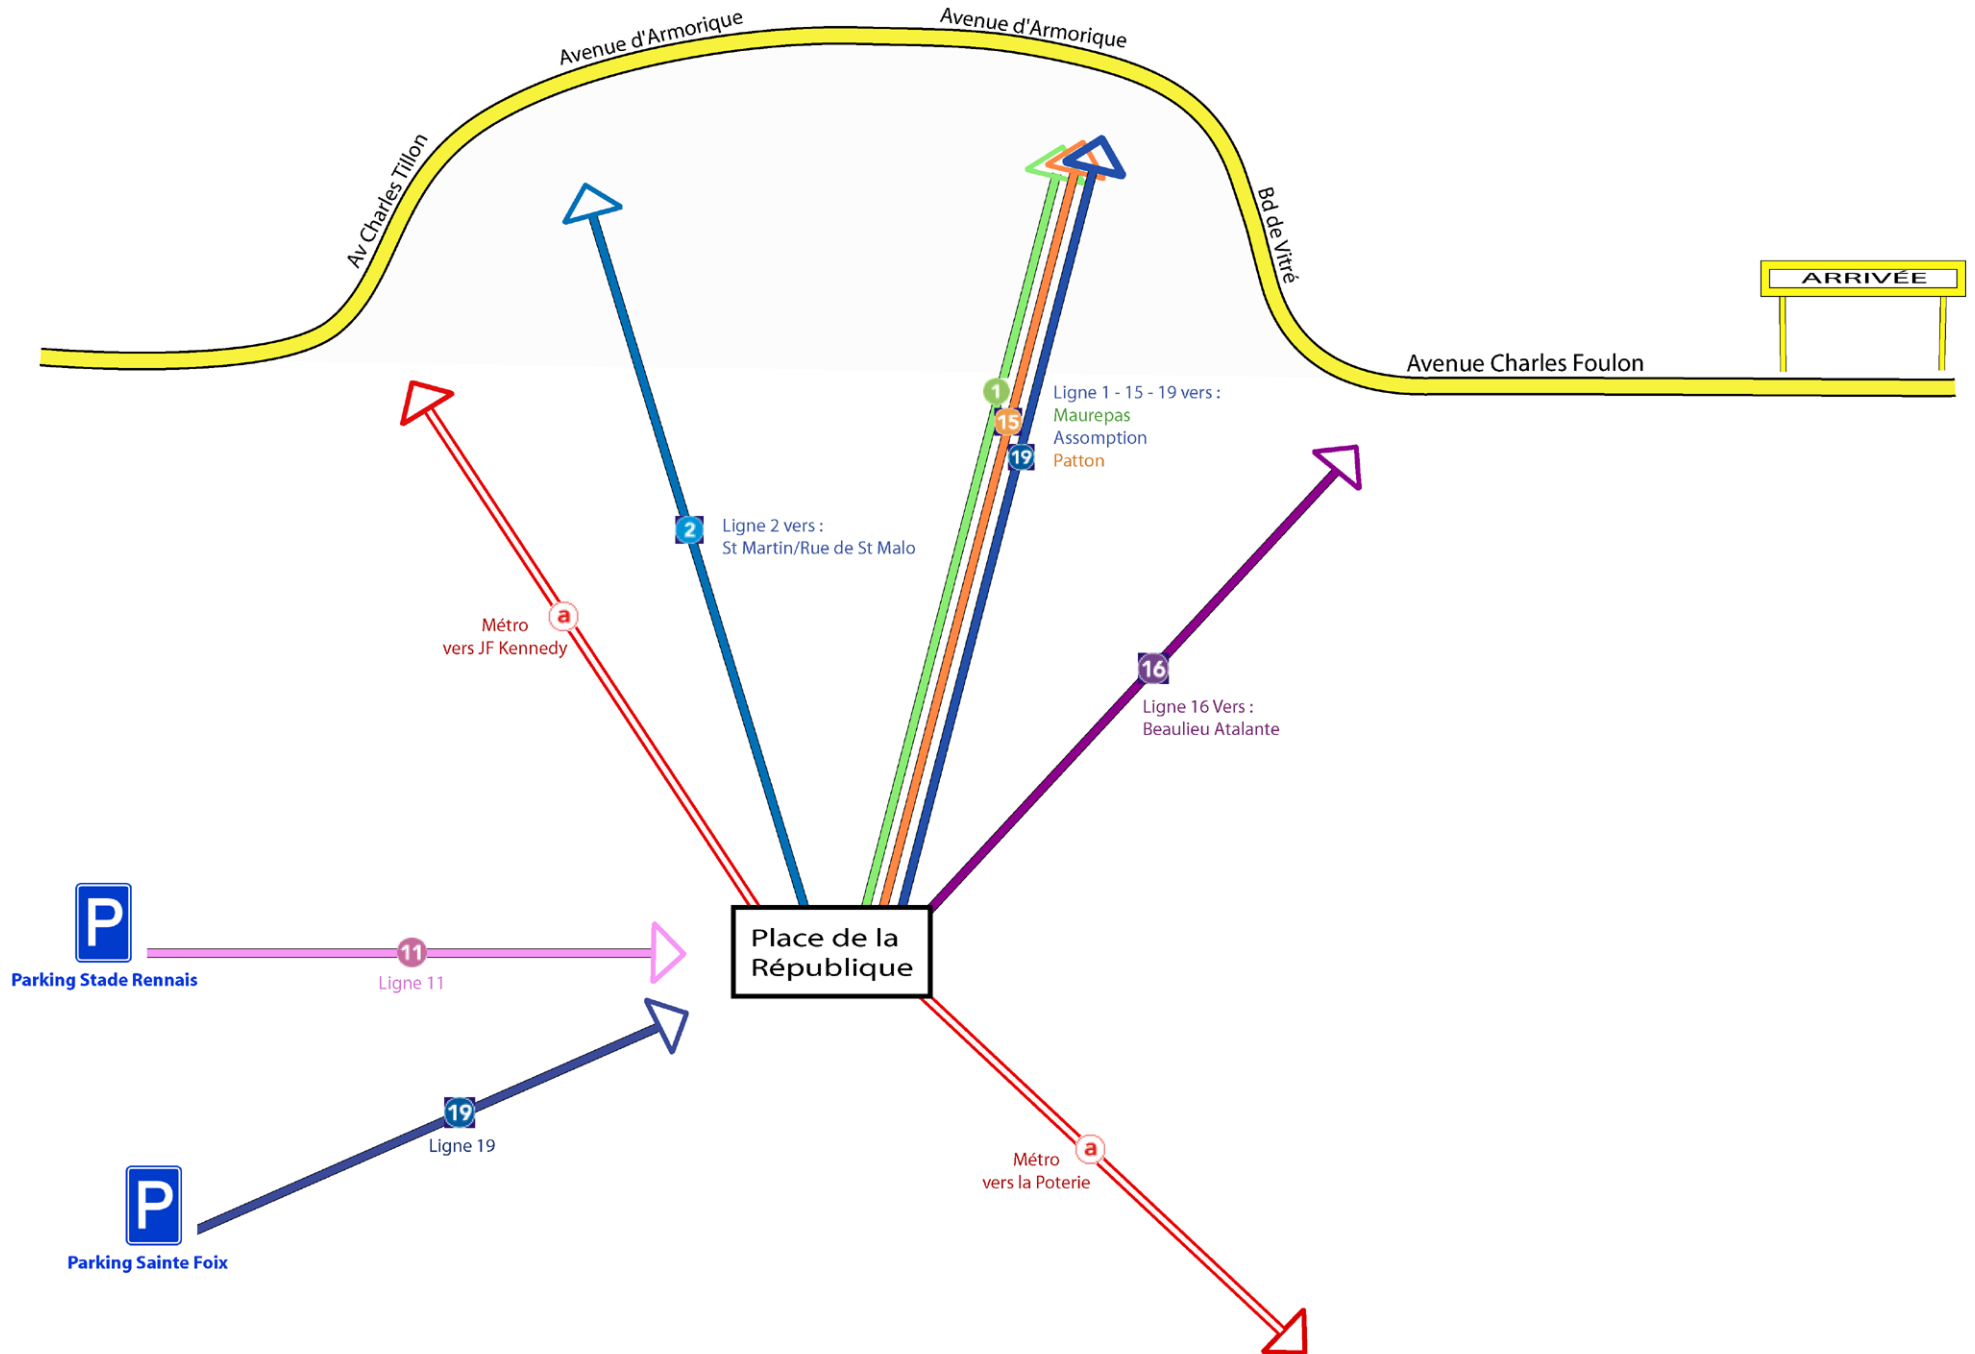 Avenue d'Armorique
Avenue d'Armorique
Av Charles Tillon
Bd de Vitré
ARRIVÉE
Avenue Charles Foulon
1
15
19
Ligne 1 - 15 - 19 vers :
Maurepas
Assomption
Patton
2
Ligne 2 vers :
St Martin/Rue de St Malo
a
Métro
vers JF Kennedy
16
Ligne 16 Vers :
Beaulieu Atalante
P
Parking Stade Rennais
11
Ligne 11
Place de la
République
19
Ligne 19
a
Métro
vers la Poterie
P
Parking Sainte Foix